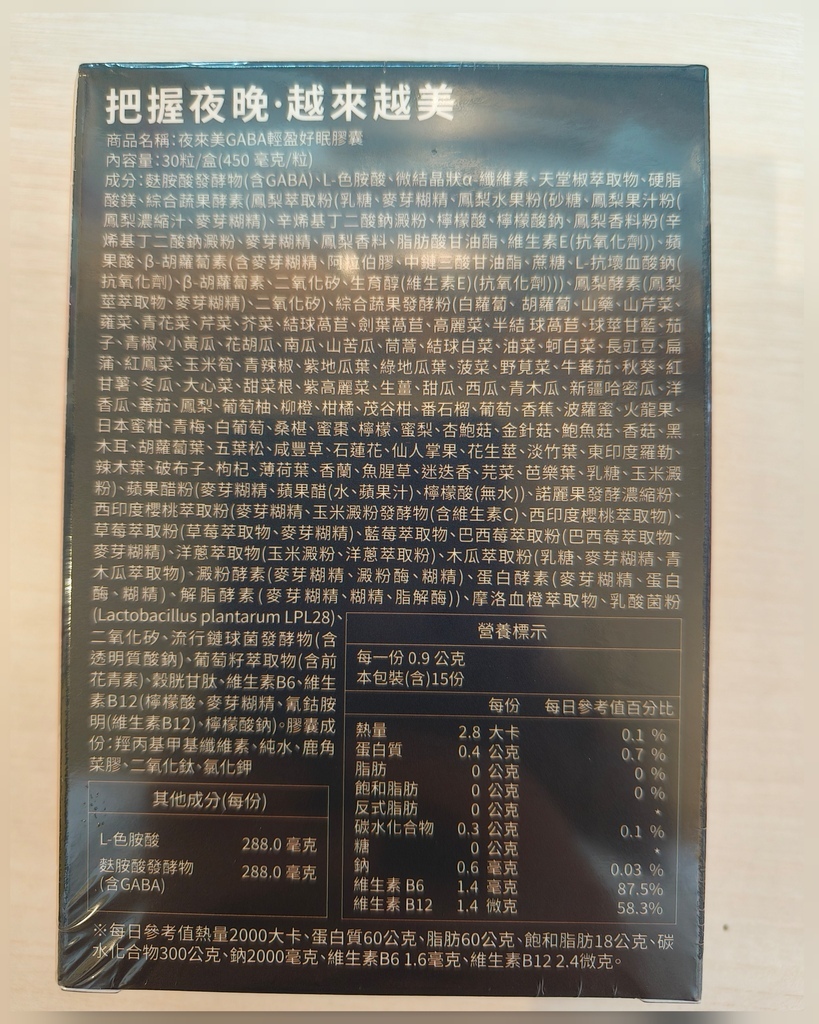 把握夜晚·越來越美
商品名稱:夜來美GABA輕盈好眠膠囊
內容量:30粒/盒(450 毫克/粒)
成分:麩胺酸發酵物(含GABA)、L-色胺酸、微結晶狀α-纖維素、天堂椒萃取物、硬脂
酸鎂、綜合蔬果酵素(鳳梨萃取粉(乳糖、麥芽糊精、鳳梨水果粉(砂糖、鳳梨果汁粉(
鳳梨濃縮汁、麥芽糊精)、辛烯基丁二酸鈉澱粉、檸檬酸、檸檬酸鈉、鳳梨香料粉(辛
烯基丁二酸鈉澱粉、麥芽糊精、鳳梨香料、脂肪酸甘油酯、維生素E(抗氧化劑))、蘋
果酸、β-胡蘿蔔素(含麥芽糊精、阿拉伯膠、中鏈三酸甘油酯、蔗糖、L-抗壞血酸鈉(
抗氧化劑)、β-胡蘿蔔素、二氧化矽、生育醇(維生素E)(抗氧化劑)))、鳳梨酵素(鳳梨
莖萃取物、麥芽糊精)、二氧化矽)、綜合蔬果發酵粉(白蘿蔔、胡蘿蔔、山藥、山芹菜、
蕹菜、青花菜、芹菜、芥菜、結球萵苣、劍葉萵苣、高麗菜、半結球萵苣、球莖甘藍、茄
子、青椒、小黃瓜、花胡瓜、南瓜、山苦瓜、茼蒿、結球白菜、油菜、蚵白菜、長豇豆、扁
蒲、紅鳳菜、玉米筍、青辣椒、紫地瓜葉、綠地瓜葉、菠菜、野莧菜、牛蕃茄、秋葵、紅
甘薯、冬瓜、大心菜、甜菜根、紫高麗菜、生薑、甜瓜、西瓜、青木瓜、新疆哈密瓜、洋
香瓜、蕃茄、鳳梨、葡萄柚、柳橙、柑橘、茂谷柑、番石榴、葡萄、香蕉、波蘿蜜、火龍果、
日本蜜柑、青梅、白葡萄、桑椹、蜜棗、檸檬、蜜梨、杏鮑菇、金針菇、鮑魚菇、香菇、黑
木耳、胡蘿蔔葉、五葉松、咸豐草、石蓮花、仙人掌果、花生莖、淡竹葉、東印度羅勒、
辣木葉、破布子、枸杞、薄荷葉、香蘭、魚腥草、迷迭香、芫菜、芭樂葉、乳糖、玉米澱
粉)、蘋果醋粉(麥芽糊精、蘋果醋(水、蘋果汁)、檸檬酸(無水))、諾麗果發酵濃縮粉、
西印度櫻桃萃取粉(麥芽糊精、玉米澱粉發酵物(含維生素C)、西印度櫻桃萃取物)、
草莓萃取粉(草莓萃取物、麥芽糊精)、藍莓萃取物、巴西莓萃取粉(巴西莓萃取物、
麥芽糊精)、洋蔥萃取物(玉米澱粉、洋蔥萃取粉)、木瓜萃取粉(乳糖、麥芽糊精、青
木瓜萃取物)、澱粉酵素(麥芽糊精、澱粉酶、糊精)、蛋白酵素(麥芽糊精、蛋白
酶、糊精)、解脂酵素(麥芽糊精、糊精、脂解酶))、摩洛血橙萃取物、乳酸菌粉
(Lactobacillus plantarum LPL28)、
二氧化矽、流行鏈球菌發酵物(含
透明質酸鈉)、葡萄籽萃取物(含前
花青素)、穀胱甘肽、維生素B6、維生
素B12(檸檬酸、麥芽糊精、氰鈷胺
明(維生素B12)、檸檬酸鈉)。膠囊成
份:羥丙基甲基纖維素、純水、鹿角
菜膠、二氧化鈦、氯化鉀
其他成分(每份)
L-色胺酸 288.0 毫克
麩胺酸發酵物 288.0 毫克
(含GABA)
營養標示
每一份 0.9 公克
本包裝(含)15份
每份 每日參考值百分比
熱量 2.8 大卡 0.1 %
蛋白質 0.4 公克 0.7 %
脂肪 0 公克 0 %
飽和脂肪 0 公克 0 %
反式脂肪 0 公克 *
碳水化合物 0.3 公克 0.1 %
糖 0 公克 *
鈉 0.6 毫克 0.03 %
維生素 B6 1.4 毫克 87.5%
維生素 B12 1.4 微克 58.3%
※每日參考值熱量2000大卡、蛋白質60公克、脂肪60公克、飽和脂肪18公克、碳
水化合物300公克、鈉2000毫克、維生素B6 1.6毫克、維生素B12 2.4微克。